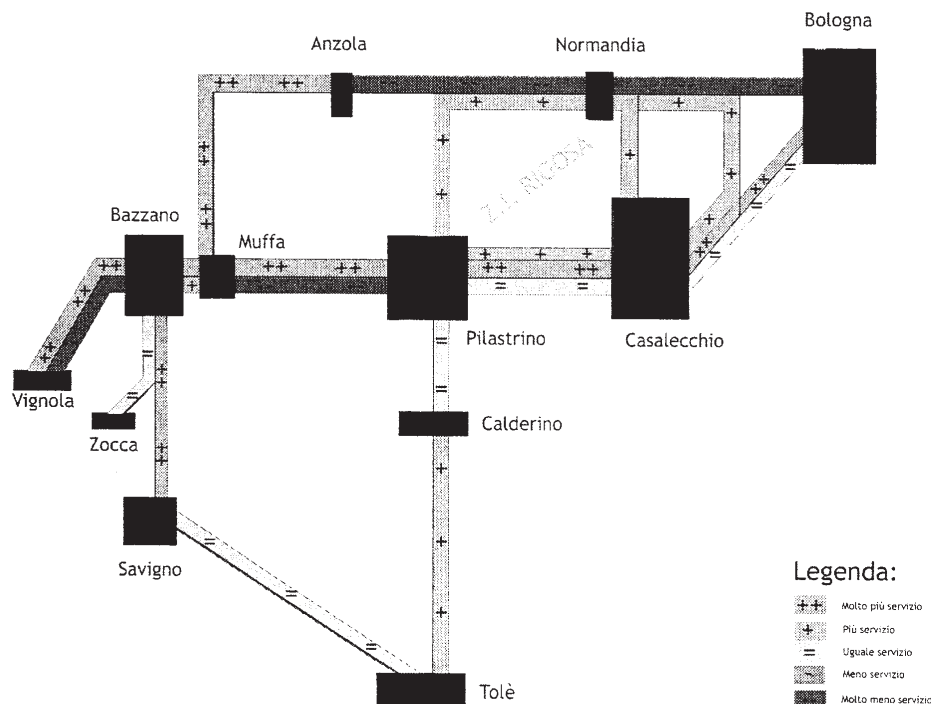 Bologna
Anzola
Normandia
Z.I. RIGOSA
Bazzano
Muffa
Pilastrino
Casalecchio
Vignola
Zocca
Calderino
Savigno
Tolè
Legenda:
++ Molto più servizio
+ Più servizio
= Uguale servizio
- Meno servizio
-- Molto meno servizio